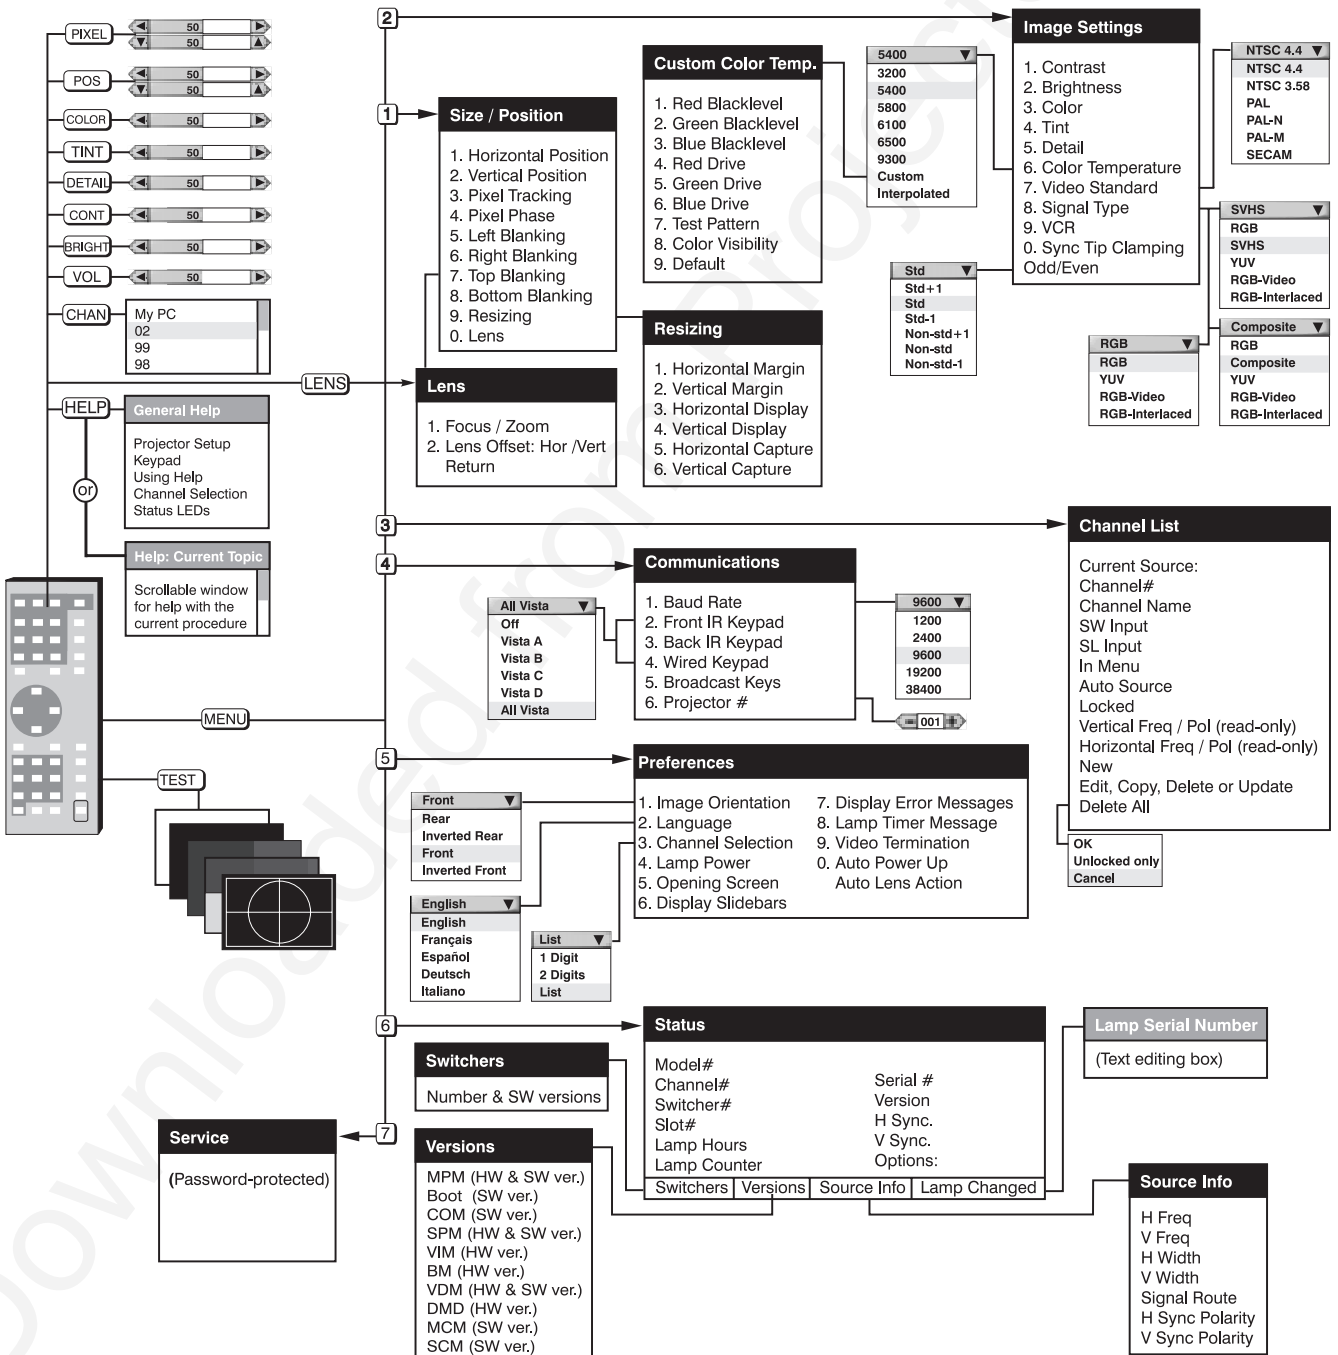 PIXEL
50
50
POS
50
50
COLOR
50
TINT
50
DETAIL
50
CONT
50
BRIGHT
50
VOL
50
CHAN
My PC
02
99
98
LENS
HELP
General Help
Projector Setup
Keypad
Using Help
Channel Selection
Status LEDs
or
Help: Current Topic
Scrollable window
for help with the
current procedure
MENU
TEST
1
Size / Position
1. Horizontal Position
2. Vertical Position
3. Pixel Tracking
4. Pixel Phase
5. Left Blanking
6. Right Blanking
7. Top Blanking
8. Bottom Blanking
9. Resizing
0. Lens
Lens
1. Focus / Zoom
2. Lens Offset: Hor /Vert
Return
Resizing
1. Horizontal Margin
2. Vertical Margin
3. Horizontal Display
4. Vertical Display
5. Horizontal Capture
6. Vertical Capture
2
Image Settings
1. Contrast
2. Brightness
3. Color
4. Tint
5. Detail
6. Color Temperature
7. Video Standard
8. Signal Type
9. VCR
0. Sync Tip Clamping
Odd/Even
Custom Color Temp.
1. Red Blacklevel
2. Green Blacklevel
3. Blue Blacklevel
4. Red Drive
5. Green Drive
6. Blue Drive
7. Test Pattern
8. Color Visibility
9. Default
5400
3200
5400
5800
6100
6500
9300
Custom
Interpolated
NTSC 4.4
NTSC 4.4
NTSC 3.58
PAL
PAL-N
PAL-M
SECAM
SVHS
RGB
SVHS
YUV
RGB-Video
RGB-Interlaced
Std
Std+1
Std
Std-1
Non-std+1
Non-std
Non-std-1
RGB
RGB
YUV
RGB-Video
RGB-Interlaced
Composite
RGB
Composite
YUV
RGB-Video
RGB-Interlaced
3
Channel List
Current Source:
Channel#
Channel Name
SW Input
SL Input
In Menu
Auto Source
Locked
Vertical Freq / Pol (read-only)
Horizontal Freq / Pol (read-only)
New
Edit, Copy, Delete or Update
Delete All
OK
Unlocked only
Cancel
4
Communications
1. Baud Rate
2. Front IR Keypad
3. Back IR Keypad
4. Wired Keypad
5. Broadcast Keys
6. Projector #
All Vista
Off
Vista A
Vista B
Vista C
Vista D
All Vista
9600
1200
2400
9600
19200
38400
001
5
Preferences
1. Image Orientation
2. Language
3. Channel Selection
4. Lamp Power
5. Opening Screen
6. Display Slidebars
7. Display Error Messages
8. Lamp Timer Message
9. Video Termination
0. Auto Power Up
Auto Lens Action
Front
Rear
Inverted Rear
Front
Inverted Front
English
English
Français
Español
Deutsch
Italiano
List
1 Digit
2 Digits
List
6
Status
Model#
Channel#
Switcher#
Slot#
Lamp Hours
Lamp Counter
Serial #
Version
H Sync.
V Sync.
Options:
Switchers Versions Source Info Lamp Changed
Lamp Serial Number
(Text editing box)
Switchers
Number & SW versions
7
Service
(Password-protected)
Versions
MPM (HW & SW ver.)
Boot (SW ver.)
COM (SW ver.)
SPM (HW & SW ver.)
VIM (HW ver.)
BM (HW ver.)
VDM (HW & SW ver.)
DMD (HW ver.)
MCM (SW ver.)
SCM (SW ver.)
Source Info
H Freq
V Freq
H Width
V Width
Signal Route
H Sync Polarity
V Sync Polarity